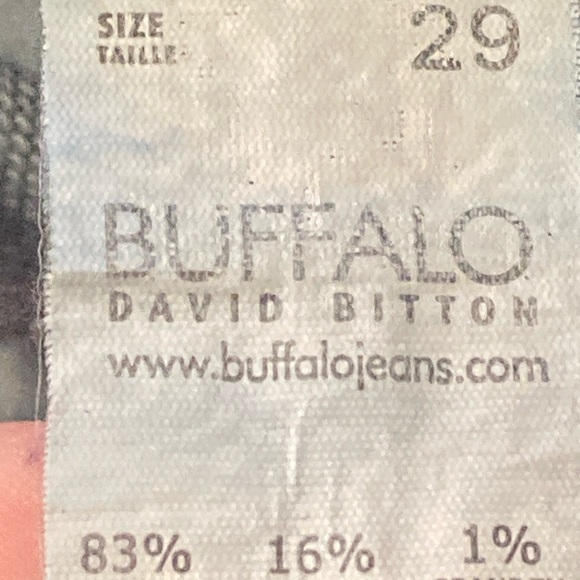 SIZE 29
TAILLE
BUFFALO
DAVID BITTON
www.buffalojeans.com
83% 16% 1%